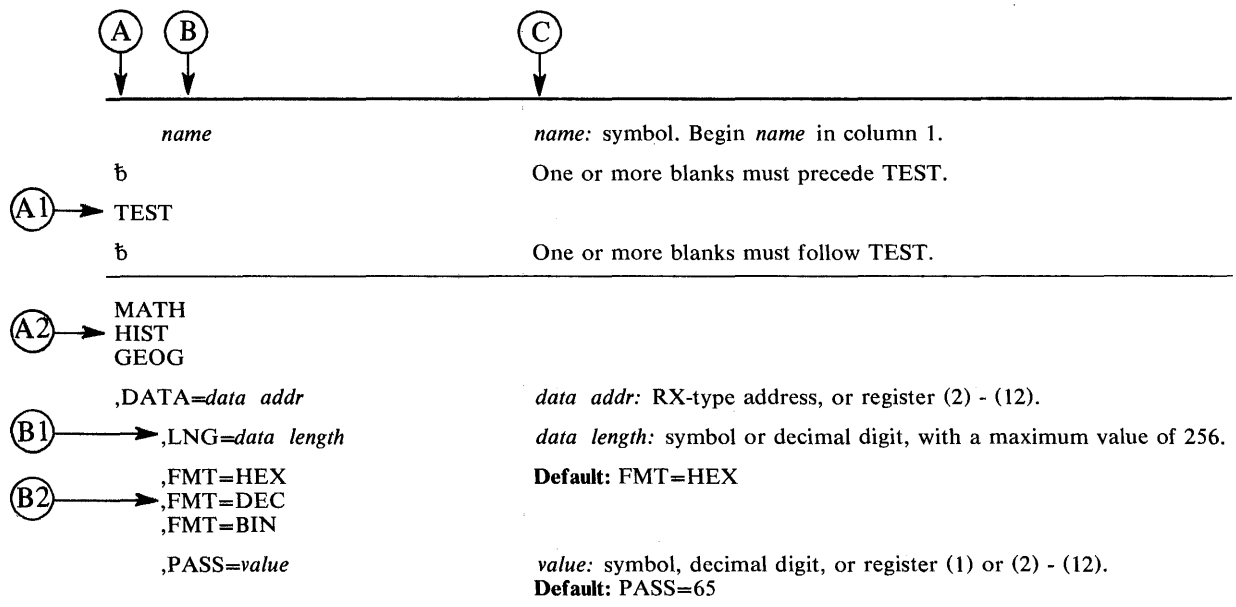 A B C
name name: symbol. Begin name in column 1.
ƀ One or more blanks must precede TEST.
A1 TEST
ƀ One or more blanks must follow TEST.
MATH
A2 HIST
GEOG
,DATA=data addr data addr: RX-type address, or register (2) - (12).
B1 ,LNG=data length data length: symbol or decimal digit, with a maximum value of 256.
,FMT=HEX Default: FMT=HEX
B2 ,FMT=DEC
,FMT=BIN
,PASS=value value: symbol, decimal digit, or register (1) or (2) - (12).
Default: PASS=65